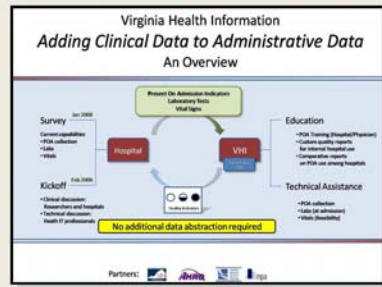 Virginia Health Information
Adding Clinical Data to Administrative Data
An Overview
Present On Admission Indicators
Laboratory Tests
Vital Signs
Jan 2008
Survey
Current capabilities:
• POA collection
• Labs
• Vitals
Feb 2008
Kickoff
• Clinical discussion:
Researchers and hospitals
• Technical discussion:
Health IT professionals
Hospital
VHI
Education
• POA Training (Hospital/Physician)
• Custom quality reports
for internal hospital use
• Comparative reports
on POA use among hospitals
Technical Assistance
• POA collection
• Labs (at admission)
• Vitals (feasibility)
Quality Indicators
No additional data abstraction required
Partners:
AHRQ
mpa